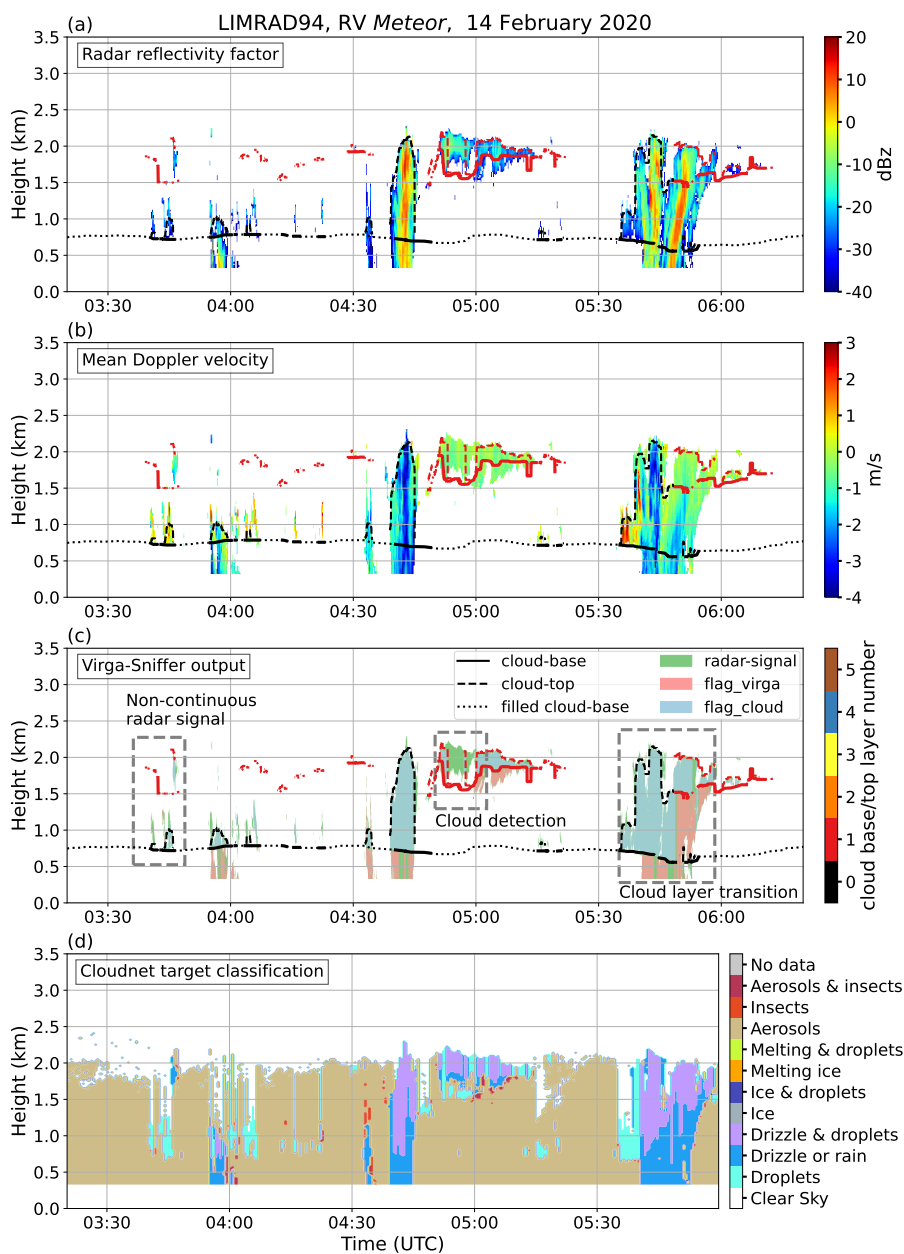 LIMRAD94, RV Meteor, 14 February 2020
(a)
Radar reflectivity factor
3.5
3.0
2.5
2.0
1.5
1.0
0.5
0.0
Height (km)
03:30 04:00 04:30 05:00 05:30 06:00
20
10
0
-10
-20
-30
-40
dBz
(b)
Mean Doppler velocity
3.5
3.0
2.5
2.0
1.5
1.0
0.5
0.0
Height (km)
03:30 04:00 04:30 05:00 05:30 06:00
3
2
1
0
-1
-2
-3
-4
m/s
(c)
Virga-Sniffer output
cloud-base
cloud-top
filled cloud-base
radar-signal
flag_virga
flag_cloud
Non-continuous
radar signal
Cloud detection
Cloud layer transition
3.5
3.0
2.5
2.0
1.5
1.0
0.5
0.0
Height (km)
03:30 04:00 04:30 05:00 05:30 06:00
5
4
3
2
1
0
cloud base/top layer number
(d)
Cloudnet target classification
3.5
3.0
2.5
2.0
1.5
1.0
0.5
0.0
Height (km)
03:30 04:00 04:30 05:00 05:30
Time (UTC)
No data
Aerosols & insects
Insects
Aerosols
Melting & droplets
Melting ice
Ice & droplets
Ice
Drizzle & droplets
Drizzle or rain
Droplets
Clear Sky